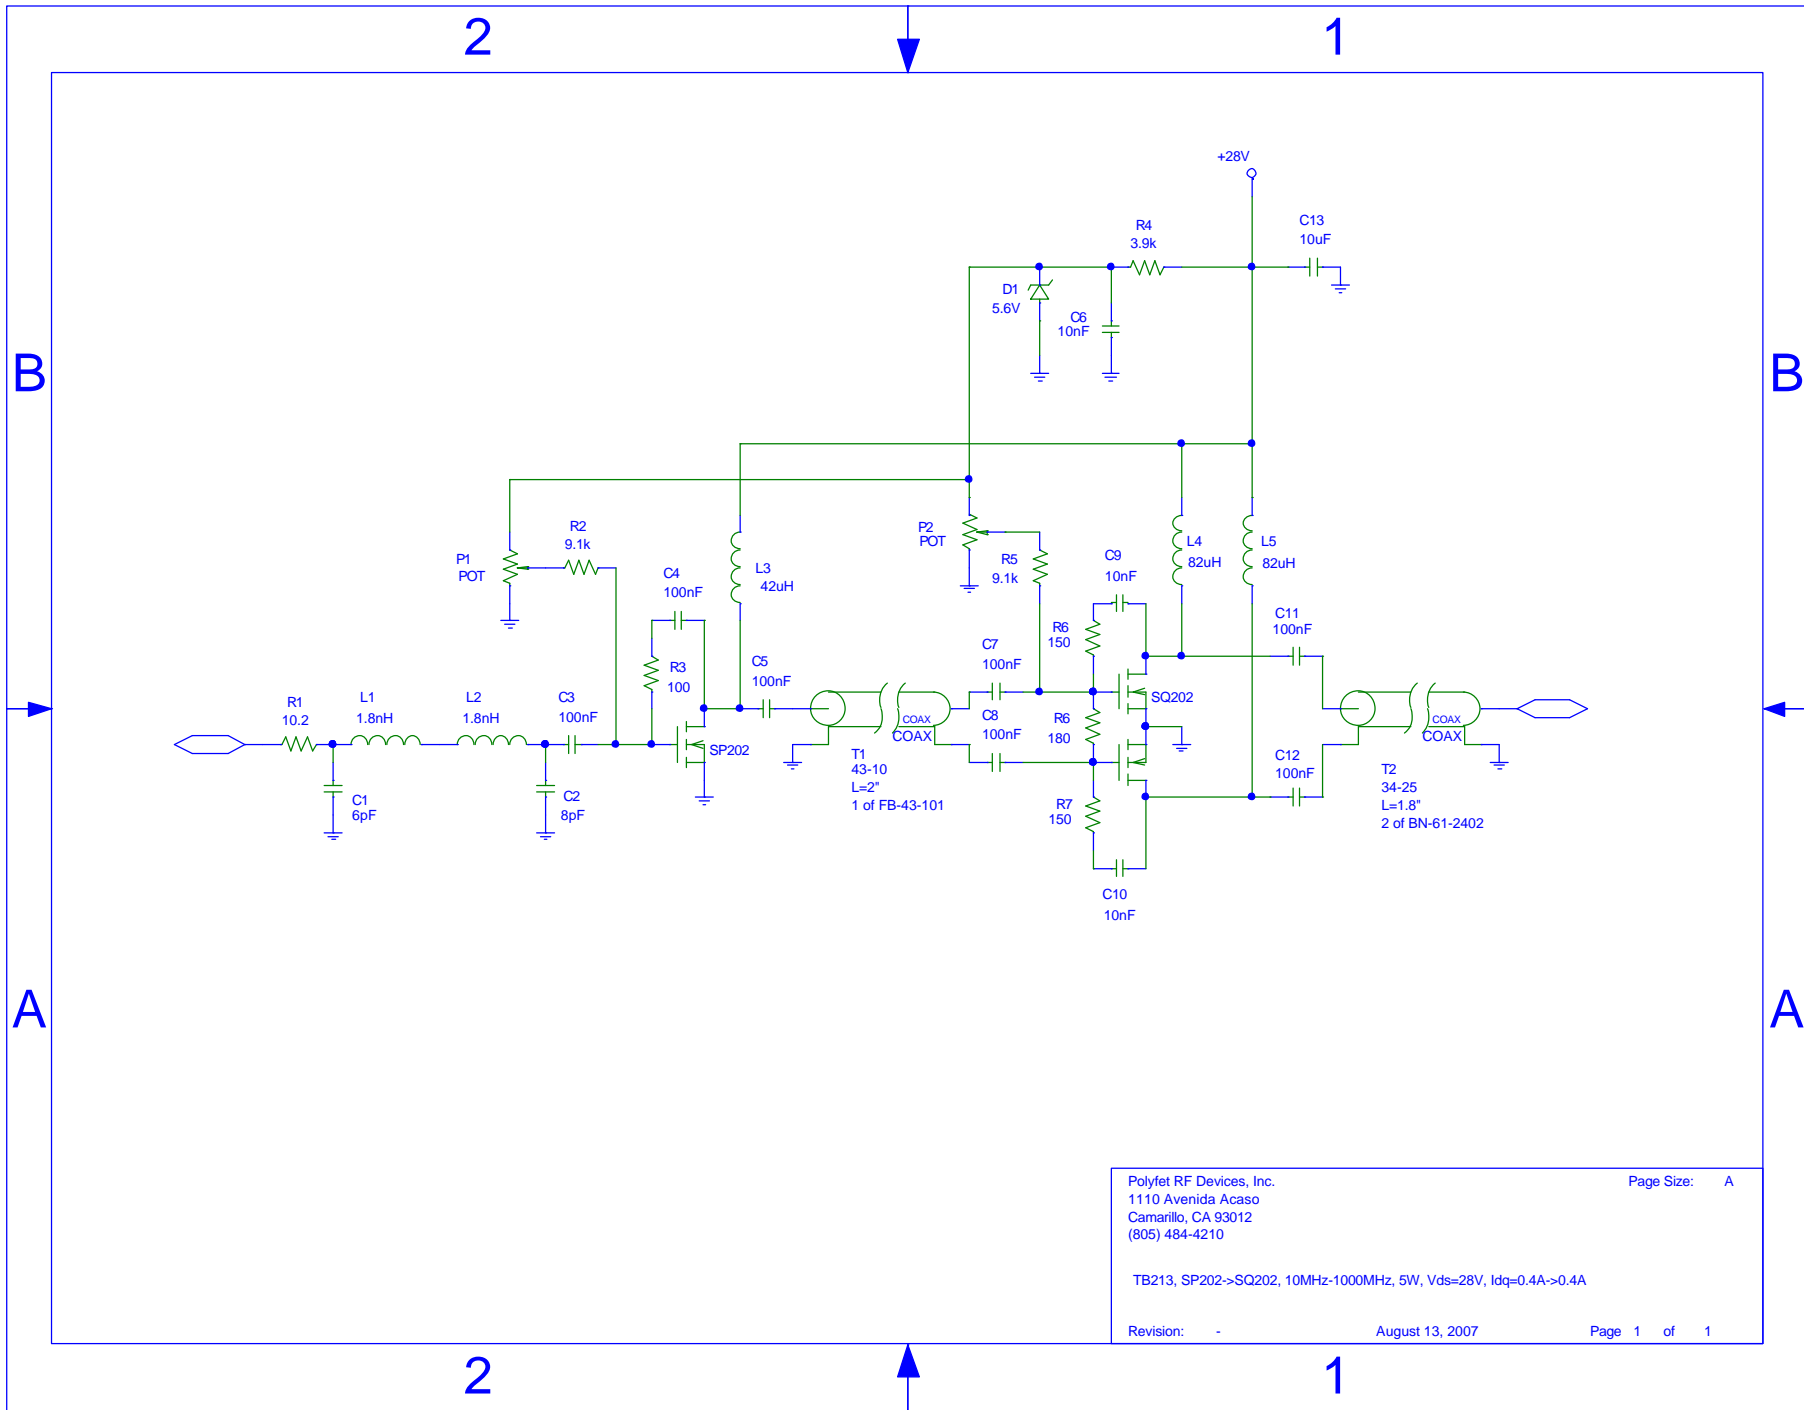 2
1
+28V
R4
3.9k
C13
10uF
D1
5.6V
C6
10nF
B
B
P1
POT
R2
9.1k
C4
100nF
L3
42uH
P2
POT
R5
9.1k
C9
10nF
L4
82uH
L5
82uH
R1
10.2
L1
1.8nH
L2
1.8nH
C3
100nF
R3
100
C5
100nF
SP202
C1
6pF
C2
8pF
COAX
COAX
T1
43-10
L=2"
1 of FB-43-101
C7
100nF
C8
100nF
R6
150
R6
180
R7
150
SQ202
C10
10nF
C11
100nF
C12
100nF
COAX
COAX
T2
34-25
L=1.8"
2 of BN-61-2402
A
A
Polyfet RF Devices, Inc.
Page Size: A
1110 Avenida Acaso
Camarillo, CA 93012
(805) 484-4210
TB213, SP202->SQ202, 10MHz-1000MHz, 5W, Vds=28V, Idq=0.4A->0.4A
Revision: -
August 13, 2007
Page 1 of 1
2
1